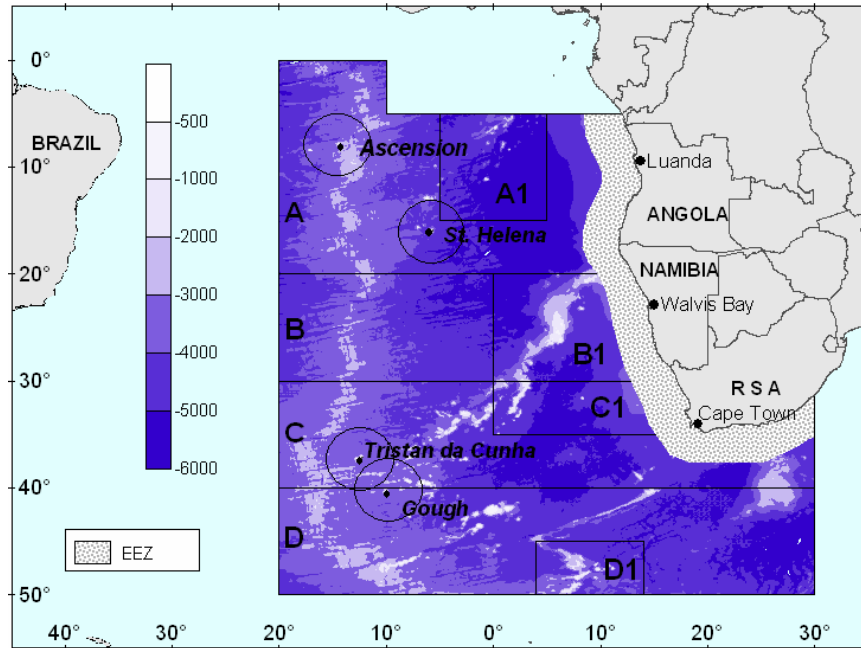 0°
BRAZIL
-500
Ascension
10°
Luanda
-1000
A1
A
ANGOLA
-2000
St. Helena
20°
NAMIBIA
-3000
Walvis Bay
B
-4000
B1
30°
R S A
C1
-5000
C
Cape Town
Tristan da Cunha
-6000
40°
Gough
D
EEZ
D1
50°
40° 30° 20° 10° 0° 10° 20° 30°